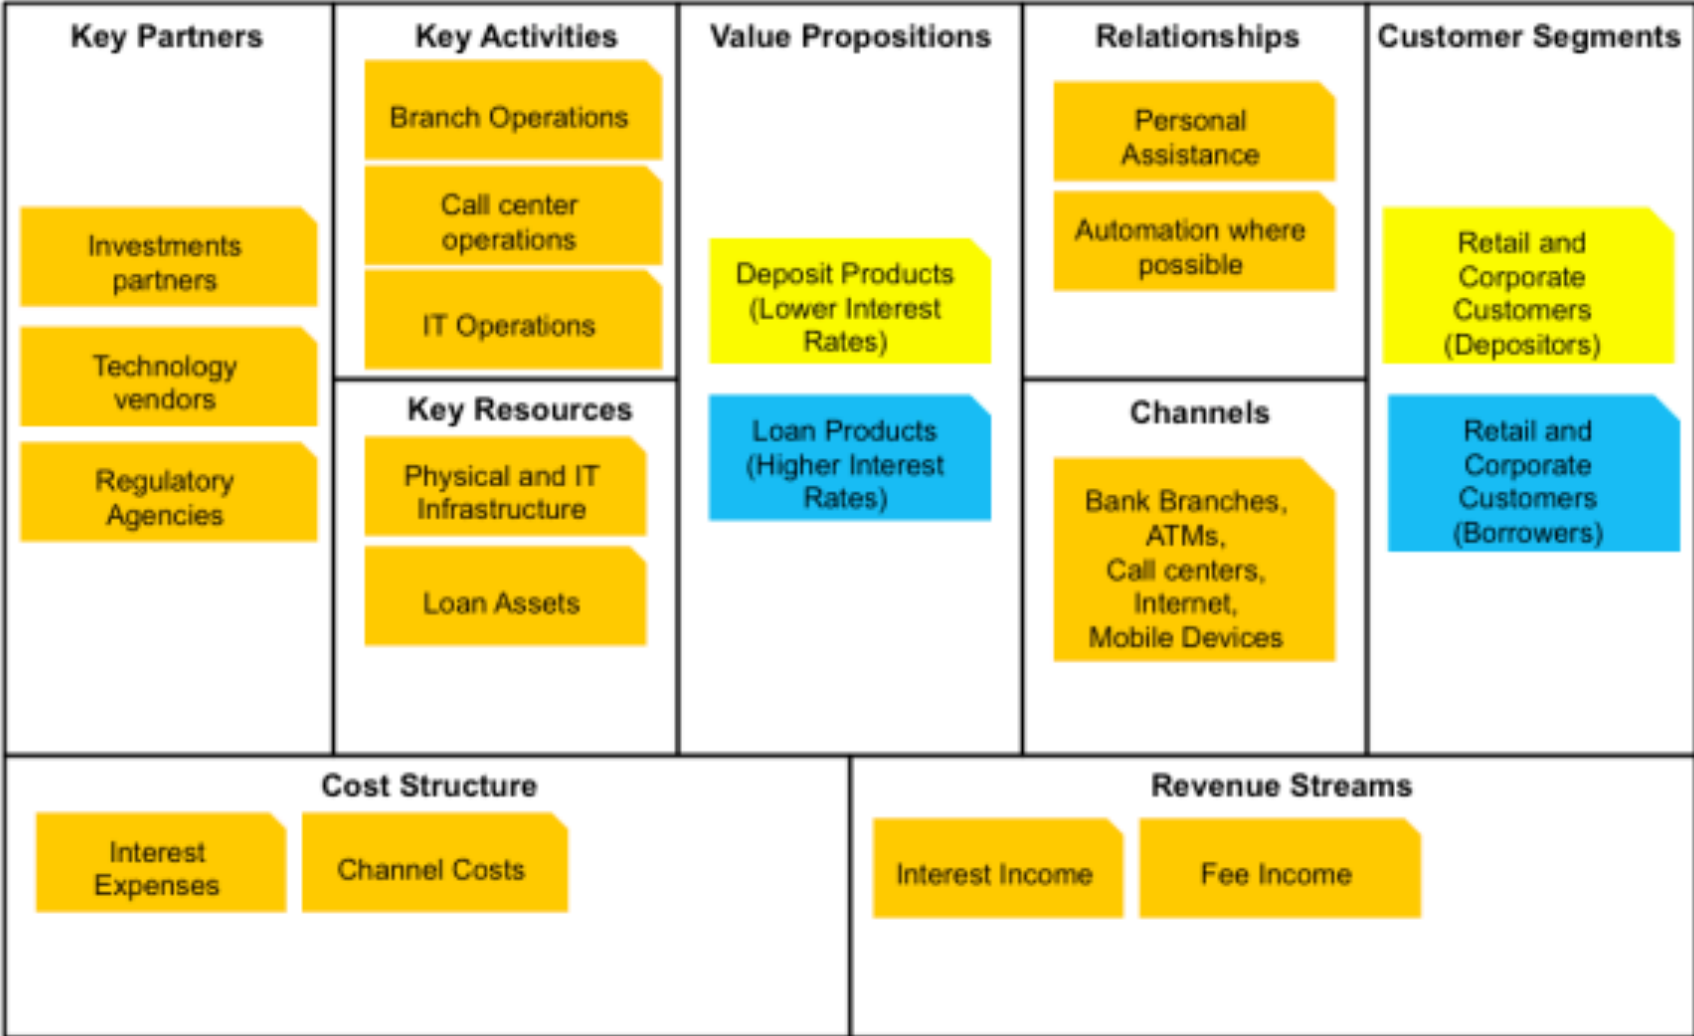 Key Partners
Investments
partners
Technology
vendors
Regulatory
Agencies
Key Activities
Branch Operations
Call center
operations
IT Operations
Key Resources
Physical and IT
Infrastructure
Loan Assets
Value Propositions
Deposit Products
(Lower Interest
Rates)
Loan Products
(Higher Interest
Rates)
Relationships
Personal
Assistance
Automation where
possible
Channels
Bank Branches,
ATMs,
Call centers,
Internet,
Mobile Devices
Customer Segments
Retail and
Corporate
Customers
(Depositors)
Retail and
Corporate
Customers
(Borrowers)
Cost Structure
Interest
Expenses
Channel Costs
Revenue Streams
Interest Income
Fee Income